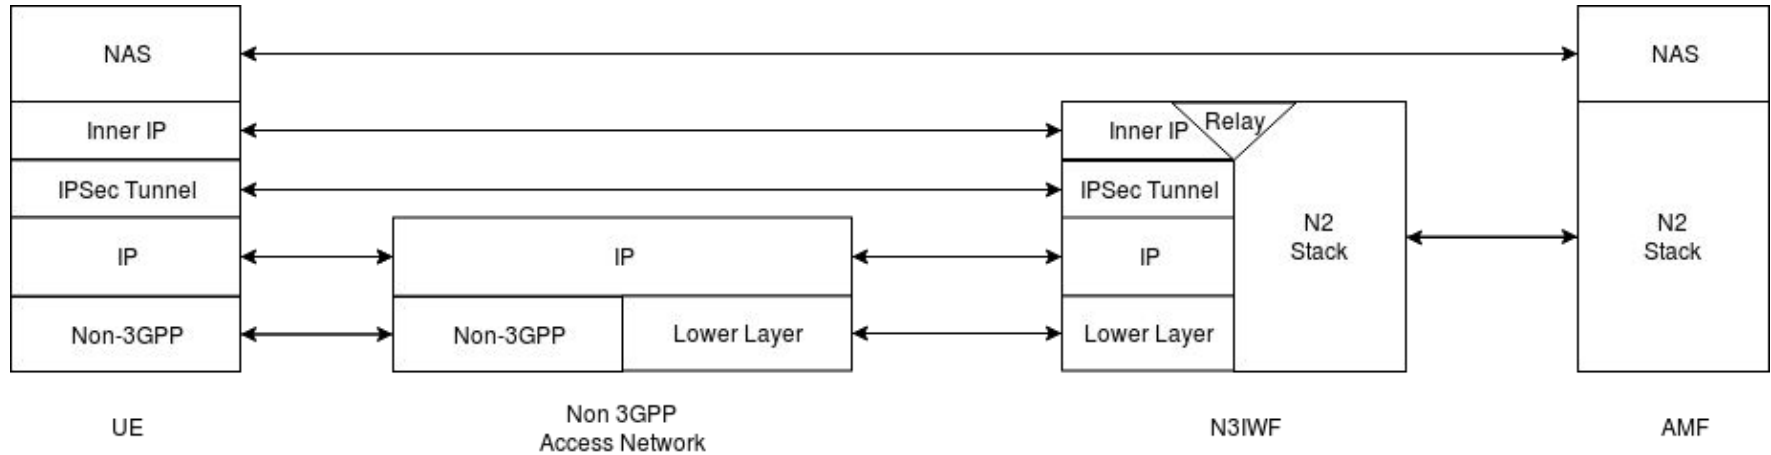 NAS
NAS
Inner IP
Inner IP
Relay
IPSec Tunnel
IPSec Tunnel
N2
Stack
N2
Stack
IP
IP
IP
Non-3GPP
Non-3GPP
Lower Layer
Lower Layer
UE
Non 3GPP
Access Network
N3IWF
AMF